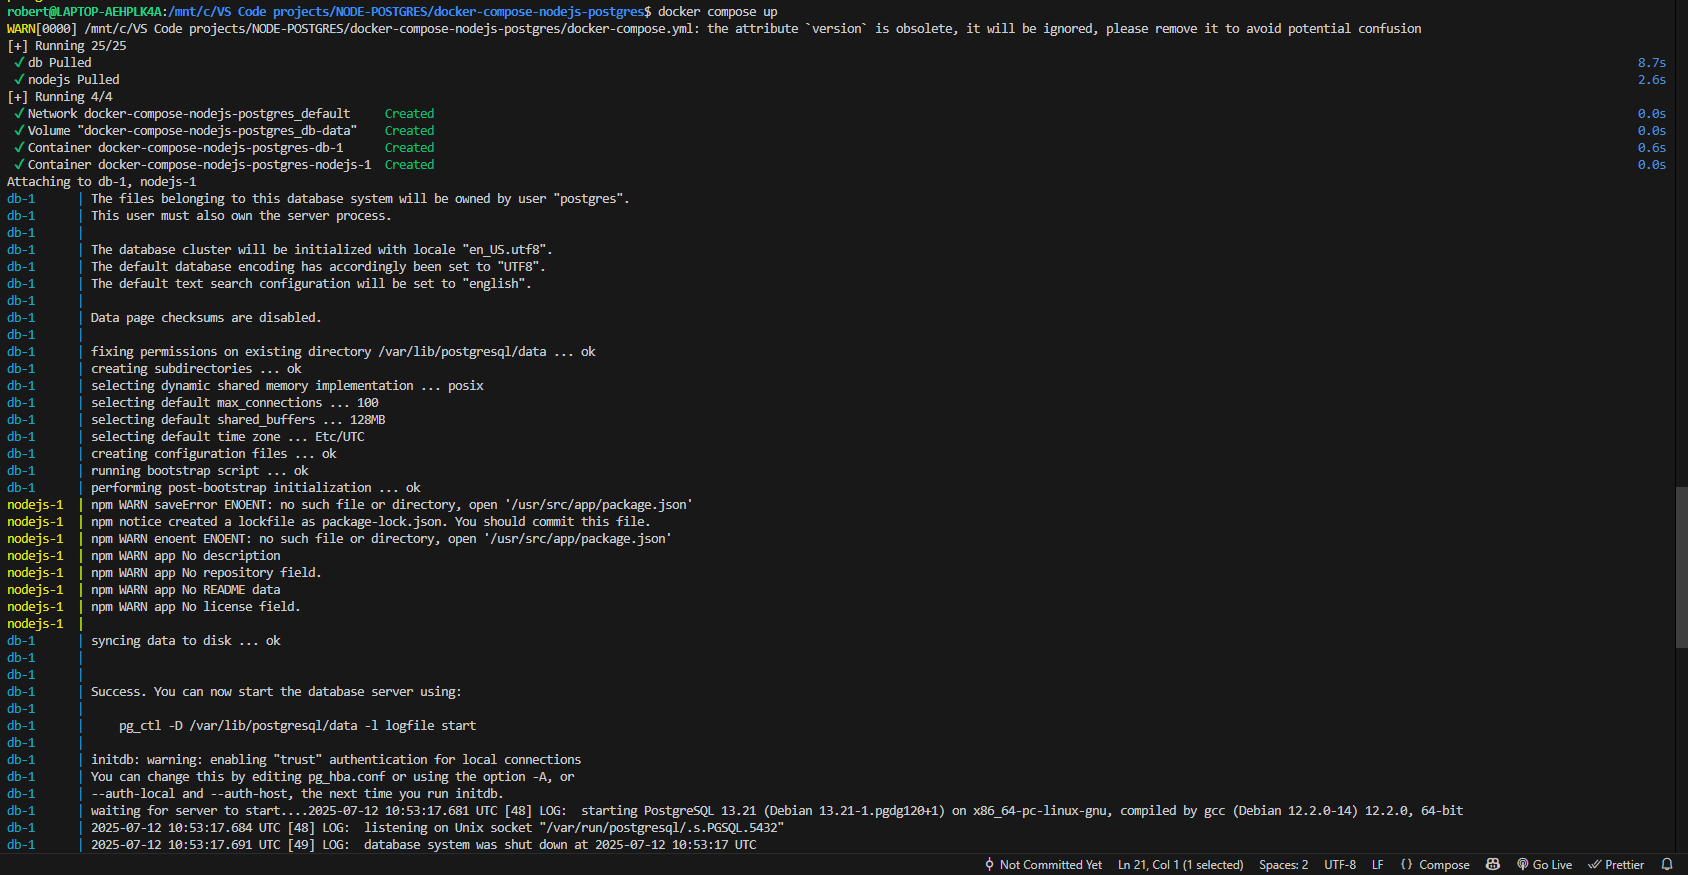 robert@LAPTOP-AEHPLK4A:/mnt/c/VS Code projects/NODE-POSTGRES/docker-compose-nodejs-postgres$ docker compose up
WARN[0000] /mnt/c/VS Code projects/NODE-POSTGRES/docker-compose-nodejs-postgres/docker-compose.yml: the attribute `version` is obsolete, it will be ignored, please remove it to avoid potential confusion
[+] Running 25/25
✓ db Pulled 8.7s
✓ nodejs Pulled 2.6s
[+] Running 4/4
✓ Network docker-compose-nodejs-postgres_default Created 0.0s
✓ Volume "docker-compose-nodejs-postgres_db-data" Created 0.0s
✓ Container docker-compose-nodejs-postgres-db-1 Created 0.6s
✓ Container docker-compose-nodejs-postgres-nodejs-1 Created 0.0s
Attaching to db-1, nodejs-1
db-1 | The files belonging to this database system will be owned by user "postgres".
db-1 | This user must also own the server process.
db-1 |
db-1 | The database cluster will be initialized with locale "en_US.utf8".
db-1 | The default database encoding has accordingly been set to "UTF8".
db-1 | The default text search configuration will be set to "english".
db-1 |
db-1 | Data page checksums are disabled.
db-1 |
db-1 | fixing permissions on existing directory /var/lib/postgresql/data ... ok
db-1 | creating subdirectories ... ok
db-1 | selecting dynamic shared memory implementation ... posix
db-1 | selecting default max_connections ... 100
db-1 | selecting default shared_buffers ... 128MB
db-1 | selecting default time zone ... Etc/UTC
db-1 | creating configuration files ... ok
db-1 | running bootstrap script ... ok
db-1 | performing post-bootstrap initialization ... ok
nodejs-1 | npm WARN saveError ENOENT: no such file or directory, open '/usr/src/app/package.json'
nodejs-1 | npm notice created a lockfile as package-lock.json. You should commit this file.
nodejs-1 | npm WARN enoent ENOENT: no such file or directory, open '/usr/src/app/package.json'
nodejs-1 | npm WARN app No description
nodejs-1 | npm WARN app No repository field.
nodejs-1 | npm WARN app No README data
nodejs-1 | npm WARN app No license field.
nodejs-1 |
db-1 | syncing data to disk ... ok
db-1 |
db-1 |
db-1 | Success. You can now start the database server using:
db-1 |
db-1 | pg_ctl -D /var/lib/postgresql/data -l logfile start
db-1 |
db-1 | initdb: warning: enabling "trust" authentication for local connections
db-1 | You can change this by editing pg_hba.conf or using the option -A, or
db-1 | --auth-local and --auth-host, the next time you run initdb.
db-1 | waiting for server to start....2025-07-12 10:53:17.681 UTC [48] LOG:  starting PostgreSQL 13.21 (Debian 13.21-1.pgdg120+1) on x86_64-pc-linux-gnu, compiled by gcc (Debian 12.2.0-14) 12.2.0, 64-bit
db-1 | 2025-07-12 10:53:17.684 UTC [48] LOG:  listening on Unix socket "/var/run/postgresql/.s.PGSQL.5432"
db-1 | 2025-07-12 10:53:17.691 UTC [49] LOG:  database system was shut down at 2025-07-12 10:53:17 UTC
Not Committed Yet Ln 21, Col 1 (1 selected) Spaces: 2 UTF-8 LF {} Compose Go Live Prettier